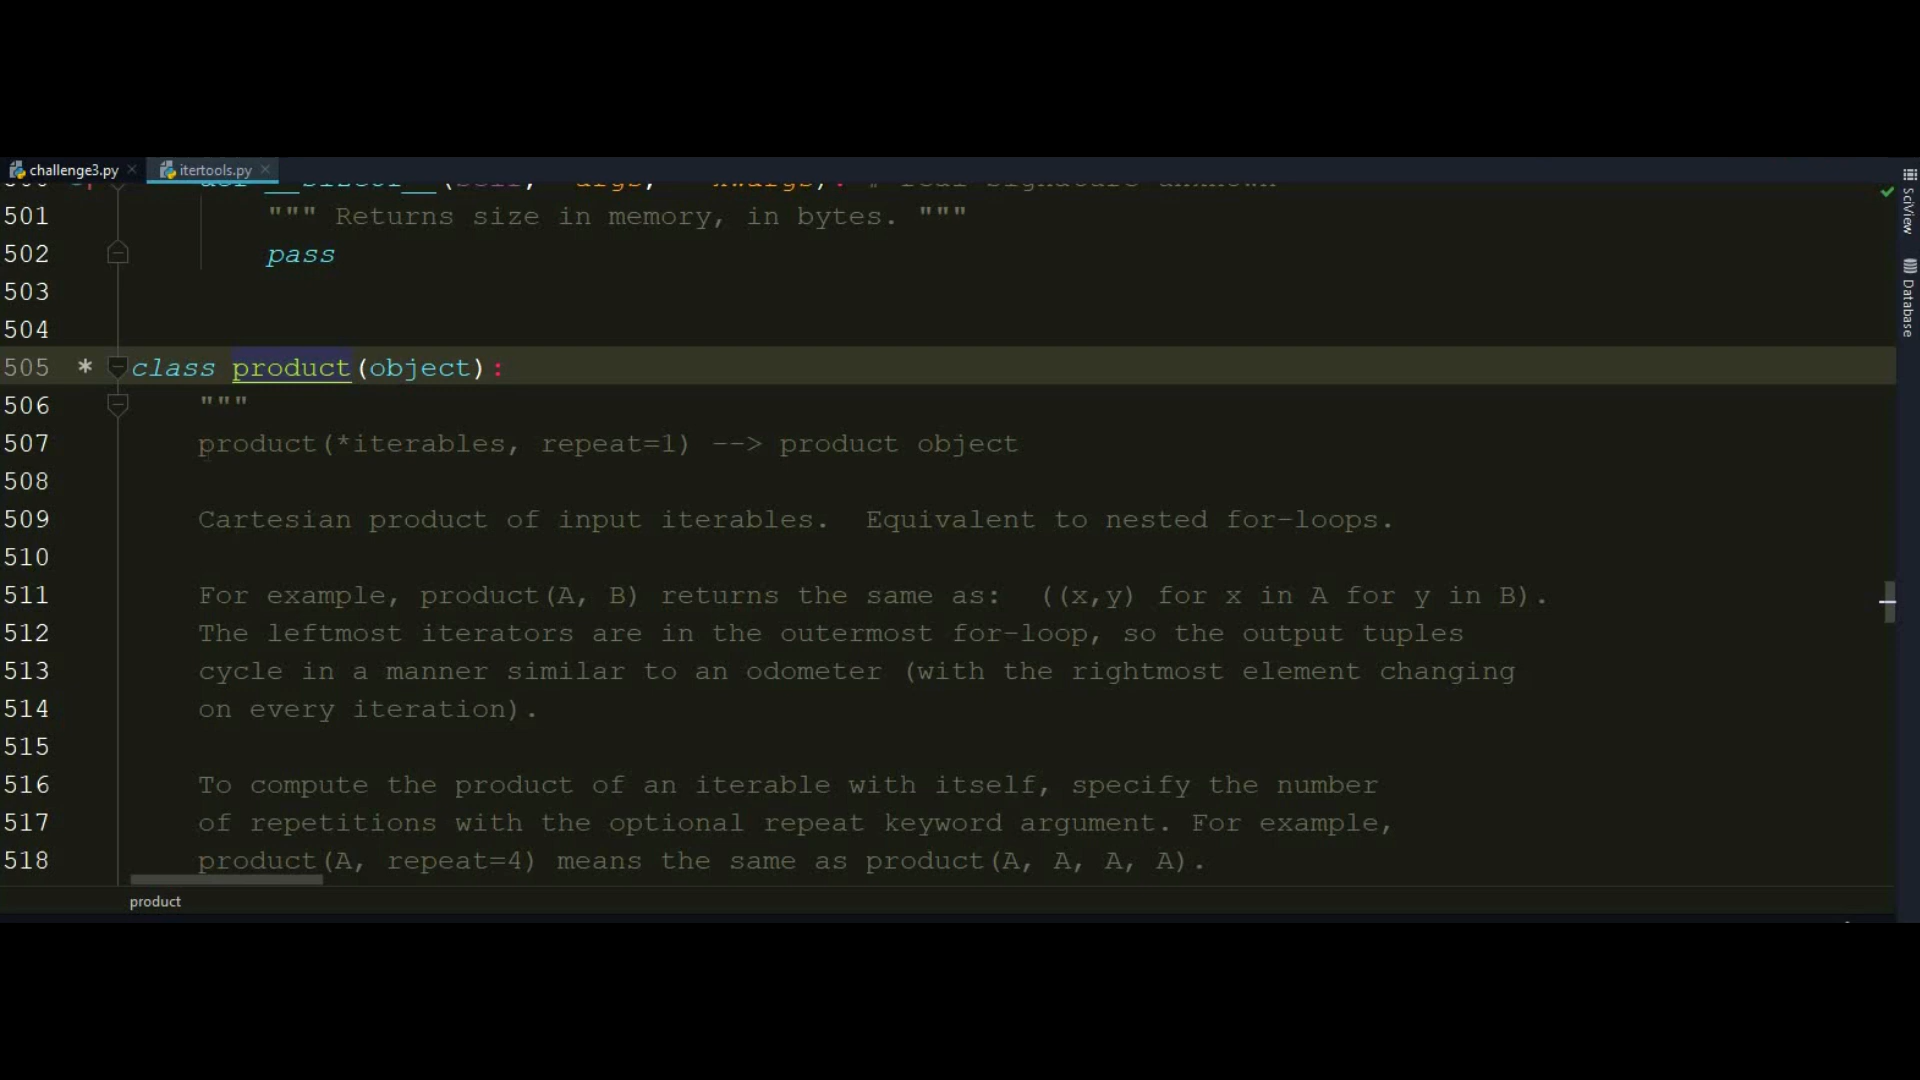 challenge3.py
itertools.py
501 """ Returns size in memory, in bytes. """
502 pass
503
504
505 * class product(object):
506 """
507 product(*iterables, repeat=1) --> product object
508
509 Cartesian product of input iterables.  Equivalent to nested for-loops.
510
511 For example, product(A, B) returns the same as:  ((x,y) for x in A for y in B).
512 The leftmost iterators are in the outermost for-loop, so the output tuples
513 cycle in a manner similar to an odometer (with the rightmost element changing
514 on every iteration).
515
516 To compute the product of an iterable with itself, specify the number
517 of repetitions with the optional repeat keyword argument. For example,
518 product(A, repeat=4) means the same as product(A, A, A, A).
product
SciView
Database